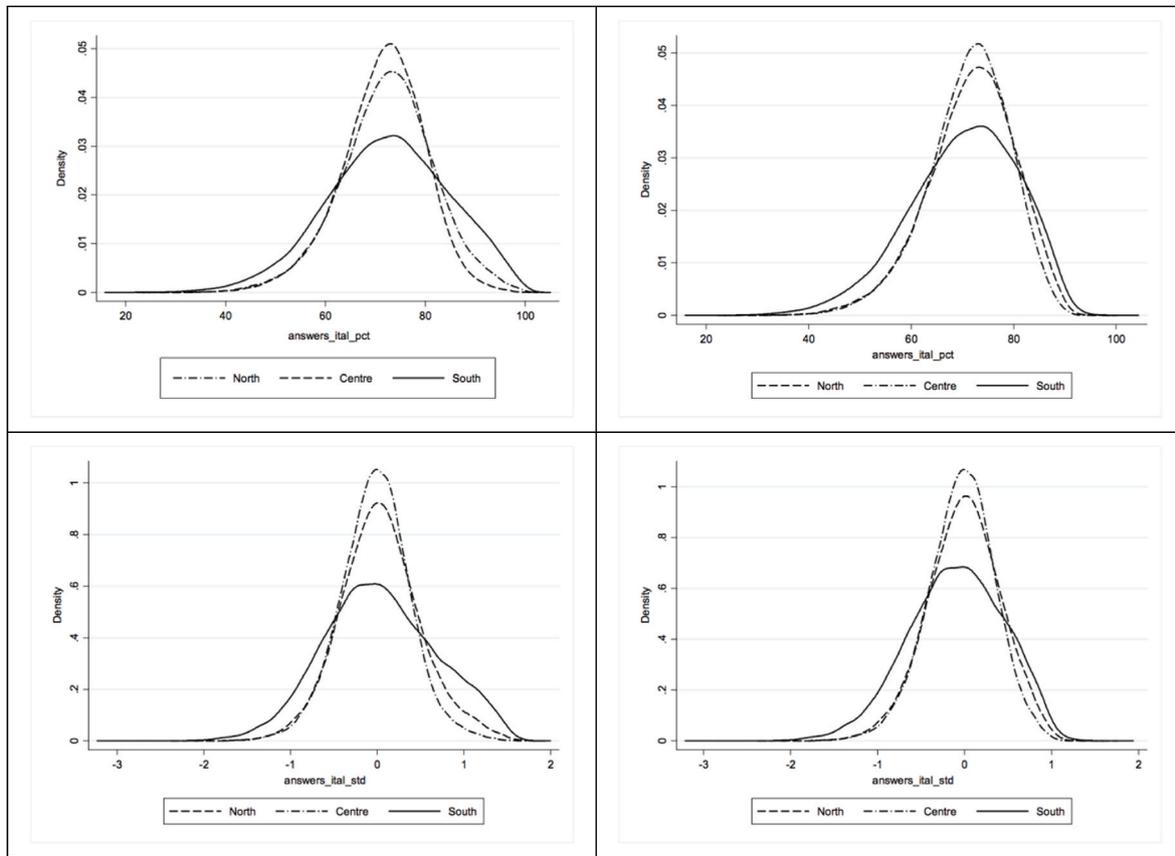 Density
0 .01 .02 .03 .04 .05
20 40 60 80 100
answers_ital_pct
North Centre South
Density
0 .01 .02 .03 .04 .05
20 40 60 80 100
answers_ital_pct
North Centre South
Density
0 .2 .4 .6 .8 1
-3 -2 -1 0 1 2
answers_ital_std
North Centre South
Density
0 .2 .4 .6 .8 1
-3 -2 -1 0 1 2
answers_ital_std
North Centre South